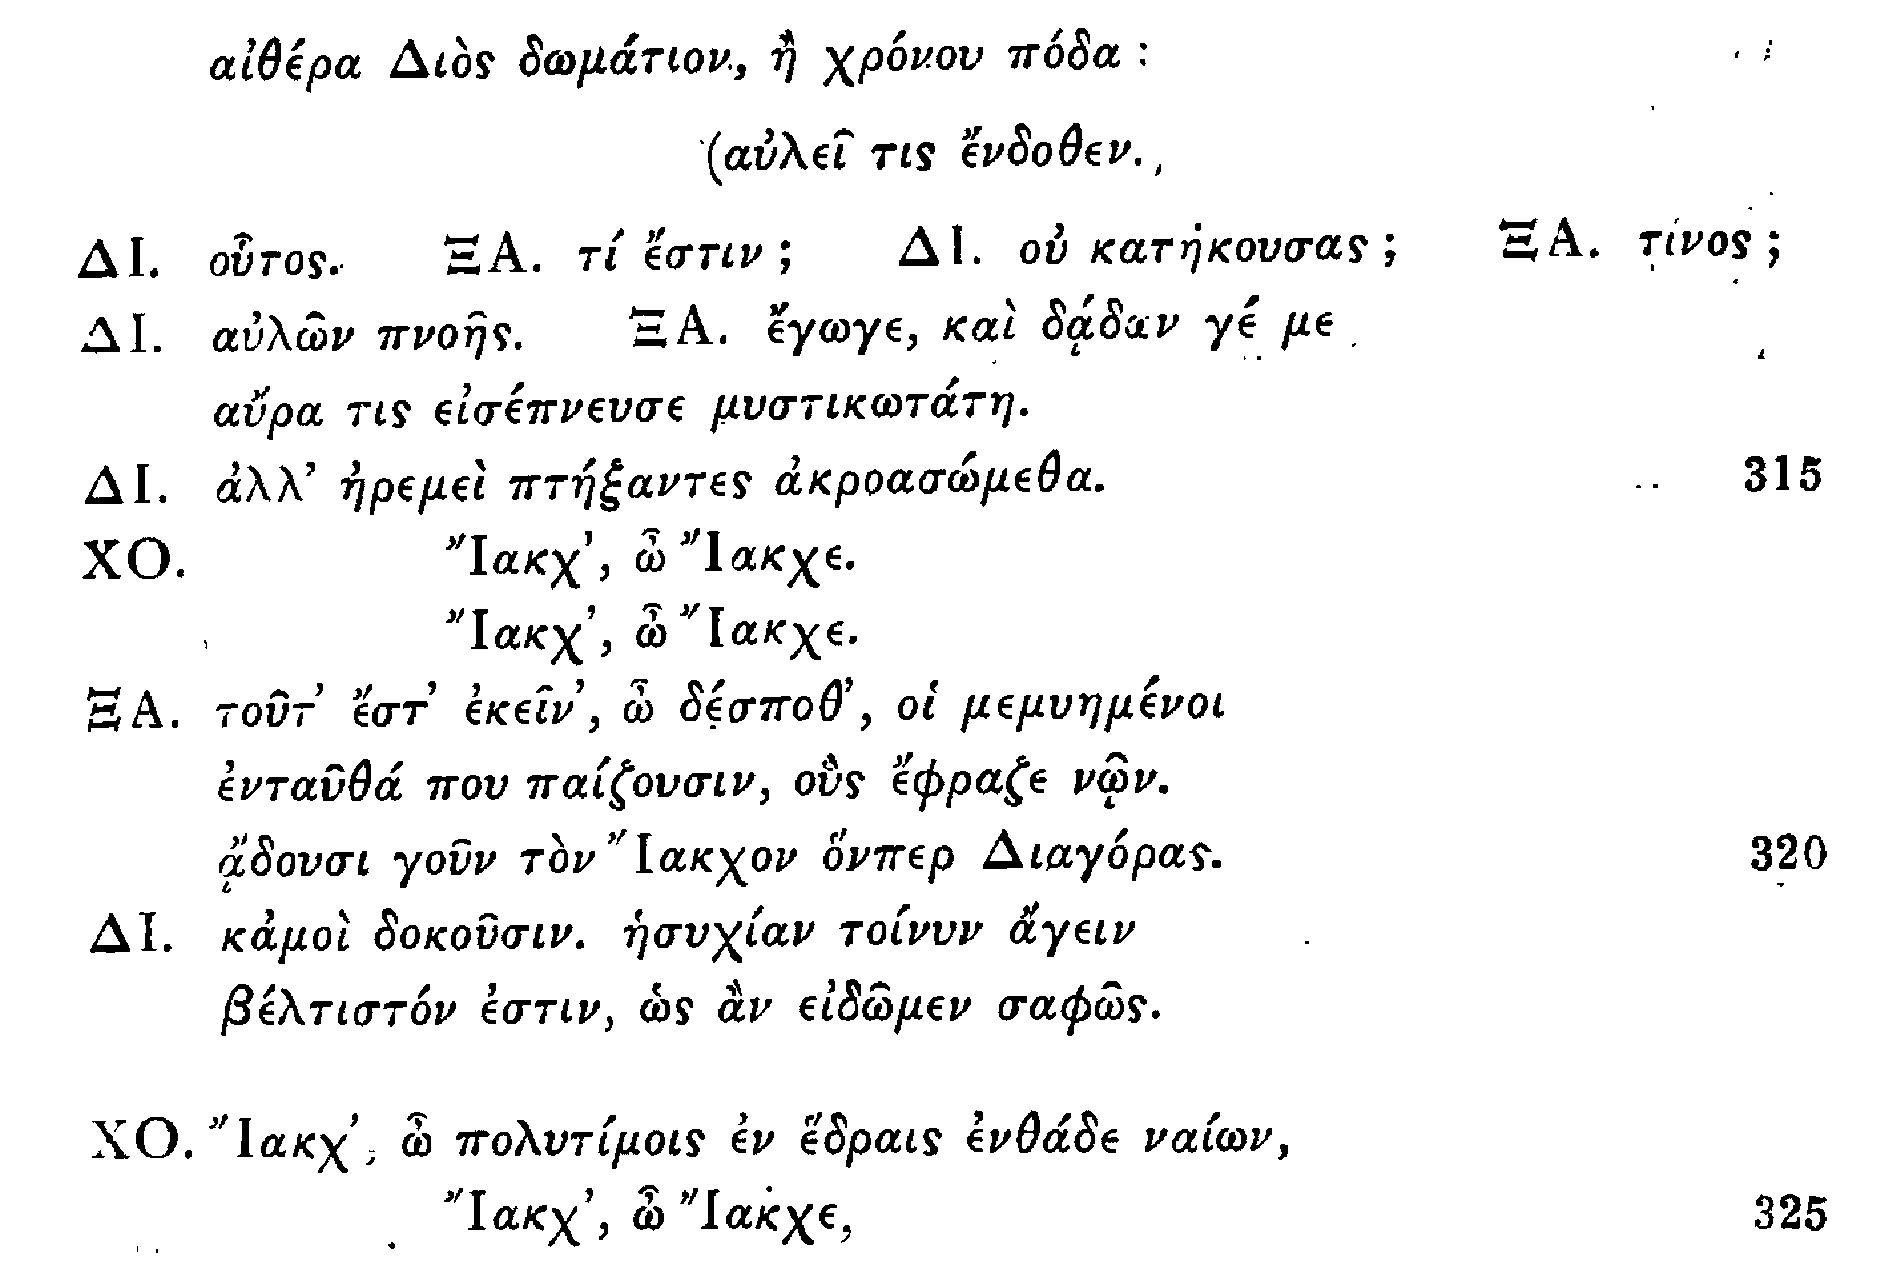 αἰθέρα Διὸς δωμάτιον, ἢ χρόνου πόδα :
(αὐλεῖ τις ἔνδοθεν.
ΔΙ. οὗτος. ΞΑ. τί ἔστιν ; ΔΙ. οὐ κατήκουσας ; ΞΑ. τίνος ;
ΔΙ. αὐλῶν πνοῆς. ΞΑ. ἔγωγε, καὶ δᾴδων γέ με
αὔρα τις εἰσέπνευσε μυστικωτάτη.
ΔΙ. ἀλλ’ ἠρεμεὶ πτήξαντες ἀκροασώμεθα. 315
ΧΟ. Ἴακχ’, ὦ Ἴακχε.
Ἴακχ’, ὦ Ἴακχε.
ΞΑ. τοῦτ’ ἔστ’ ἐκεῖν’, ὦ δέσποθ’, οἱ μεμυημένοι
ἐνταῦθά που παίζουσιν, οὓς ἔφραζε νῷν.
ᾄδουσι γοῦν τὸν Ἴακχον ὅνπερ Διαγόρας. 320
ΔΙ. κἀμοὶ δοκοῦσιν. ἡσυχίαν τοίνυν ἄγειν
βέλτιστόν ἐστιν, ὡς ἂν εἰδῶμεν σαφῶς.
ΧΟ. Ἴακχ’, ὦ πολυτίμοις ἐν ἕδραις ἐνθάδε ναίων,
Ἴακχ’, ὦ Ἴακχε, 325